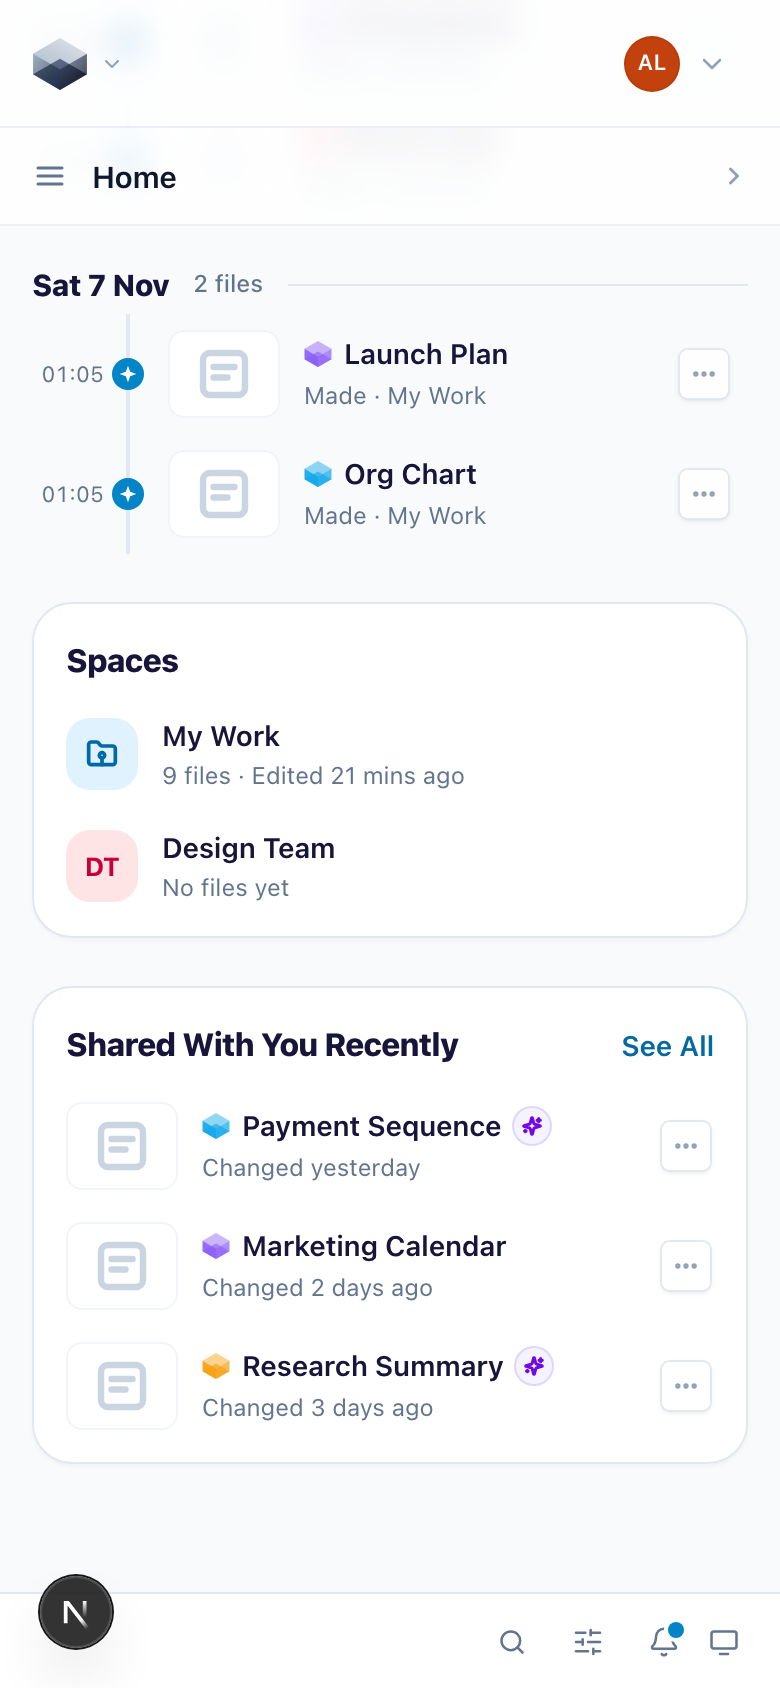 AL
Home
Sat 7 Nov 2 files
01:05
Launch Plan
Made · My Work
01:05
Org Chart
Made · My Work
Spaces
My Work
9 files · Edited 21 mins ago
DT
Design Team
No files yet
Shared With You Recently
See All
Payment Sequence
Changed yesterday
Marketing Calendar
Changed 2 days ago
Research Summary
Changed 3 days ago
N